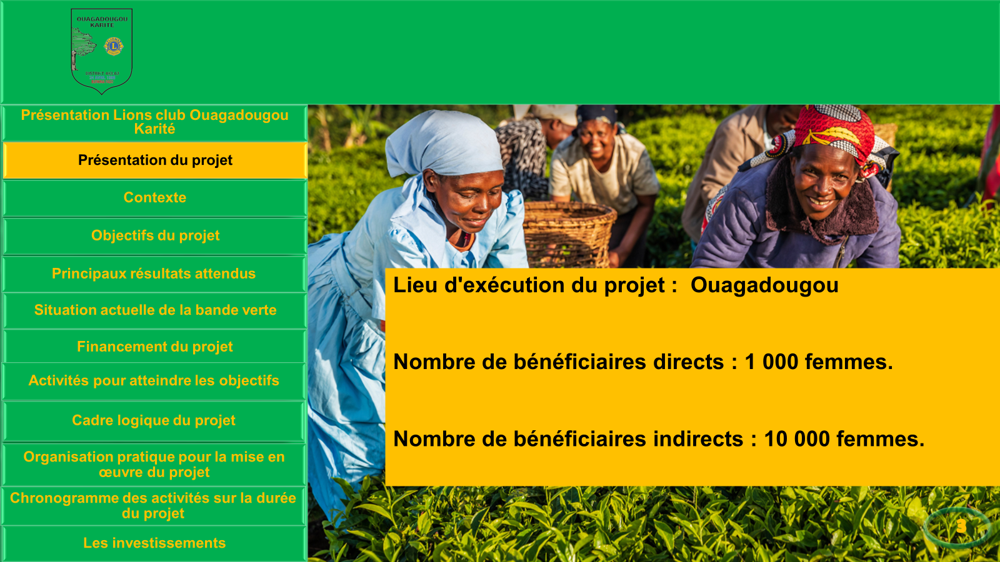 OUAGADOUGOU
KARITE
LIONS
L
Présentation Lions club Ouagadougou
Karité
Présentation du projet
Contexte
Objectifs du projet
Principaux résultats attendus
Situation actuelle de la bande verte
Financement du projet
Activités pour atteindre les objectifs
Cadre logique du projet
Organisation pratique pour la mise en
œuvre du projet
Chronogramme des activités sur la durée
du projet
Les investissements
Lieu d'exécution du projet : Ouagadougou
Nombre de bénéficiaires directs : 1 000 femmes.
Nombre de bénéficiaires indirects : 10 000 femmes.
3